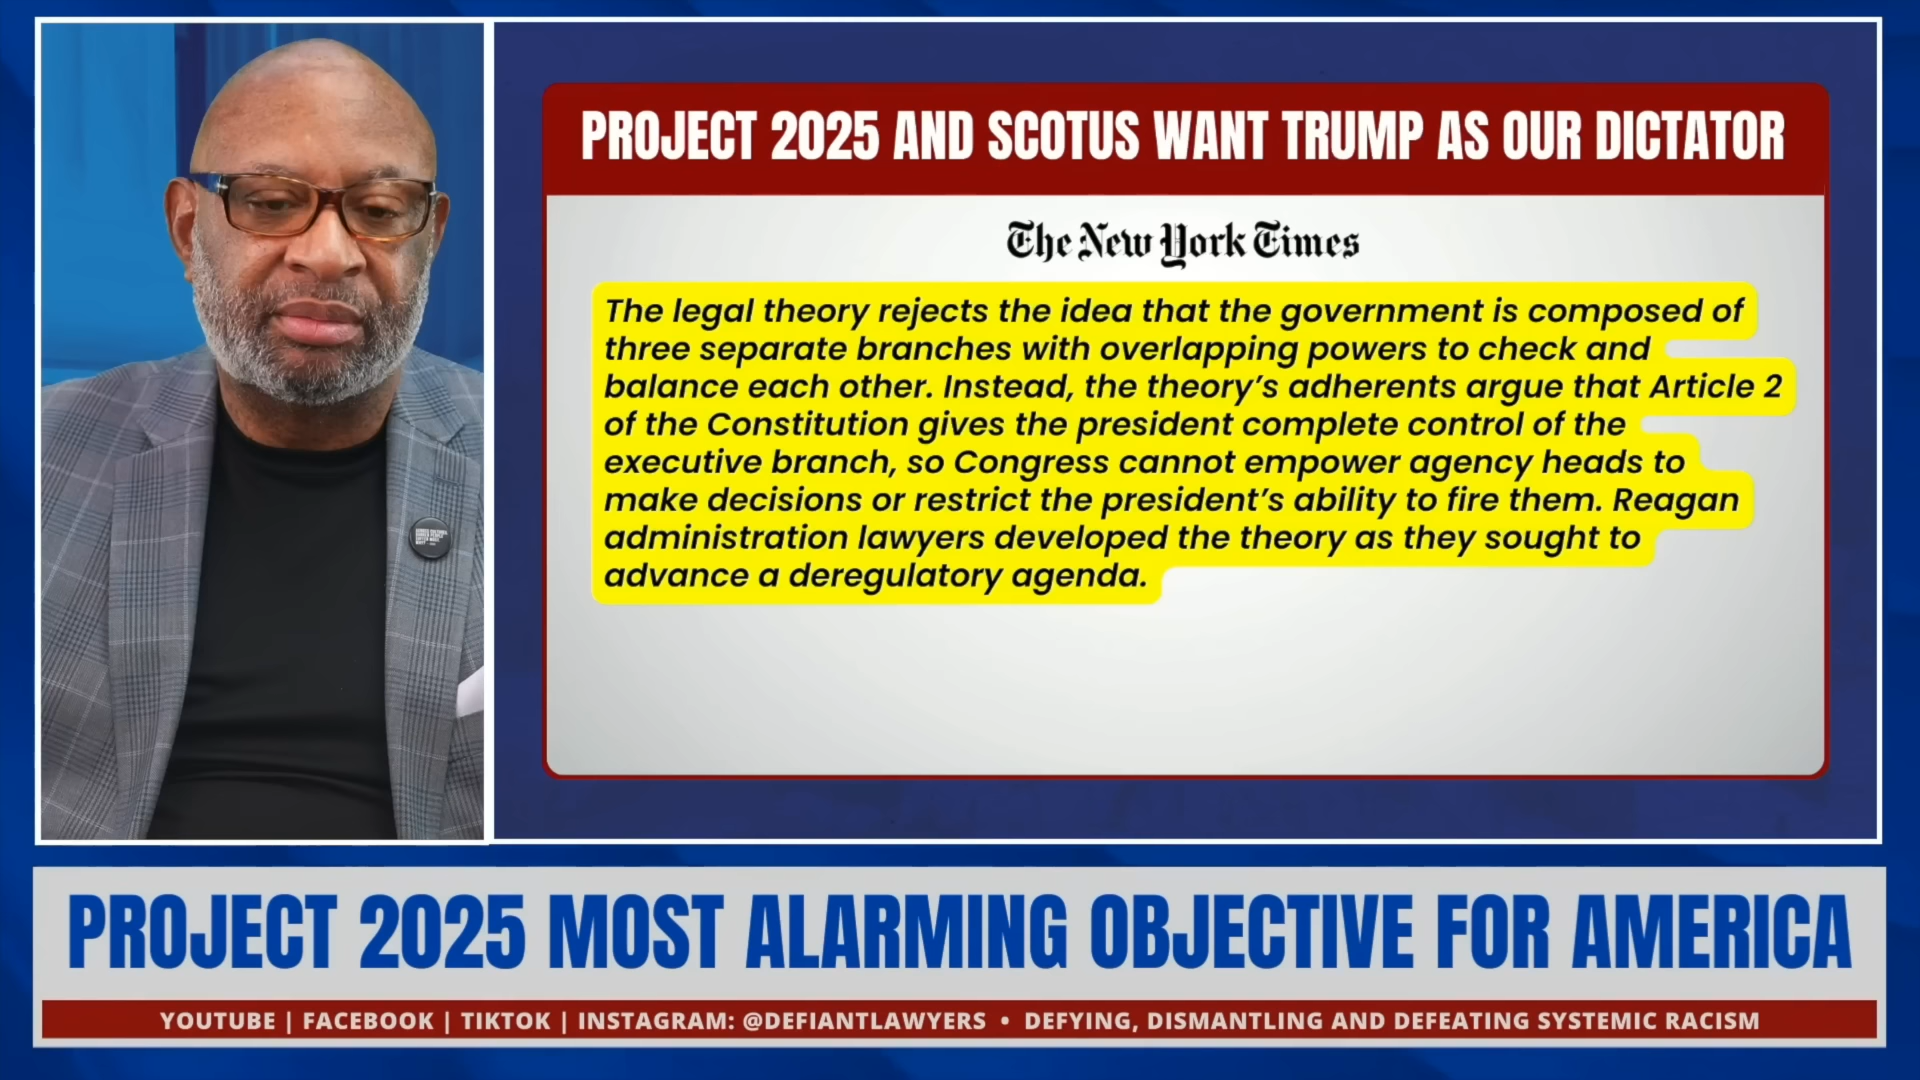 PROJECT 2025 AND SCOTUS WANT TRUMP AS OUR DICTATOR
The New York Times
The legal theory rejects the idea that the government is composed of
three separate branches with overlapping powers to check and
balance each other. Instead, the theory's adherents argue that Article 2
of the Constitution gives the president complete control of the
executive branch, so Congress cannot empower agency heads to
make decisions or restrict the president's ability to fire them. Reagan
administration lawyers developed the theory as they sought to
advance a deregulatory agenda.
PROJECT 2025 MOST ALARMING OBJECTIVE FOR AMERICA
YOUTUBE | FACEBOOK | TIKTOK | INSTAGRAM: @DEFIANTLAWYERS • DEFYING, DISMANTLING AND DEFEATING SYSTEMIC RACISM